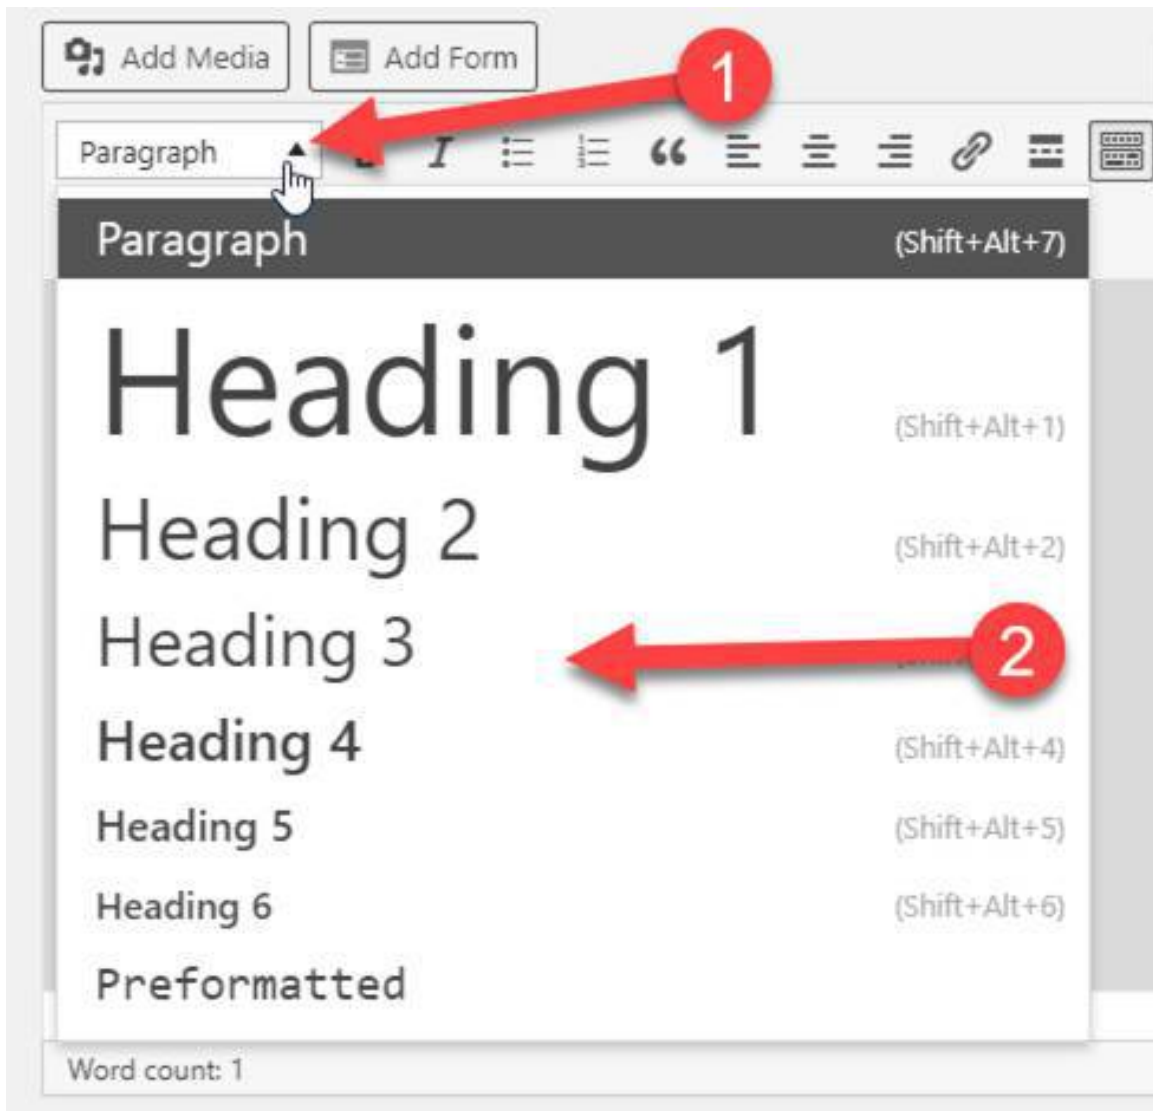 Add Media Add Form 1
Paragraph
Paragraph (Shift+Alt+7)
Heading 1 (Shift+Alt+1)
Heading 2 (Shift+Alt+2)
Heading 3 2
Heading 4 (Shift+Alt+4)
Heading 5 (Shift+Alt+5)
Heading 6 (Shift+Alt+6)
Preformatted
Word count: 1